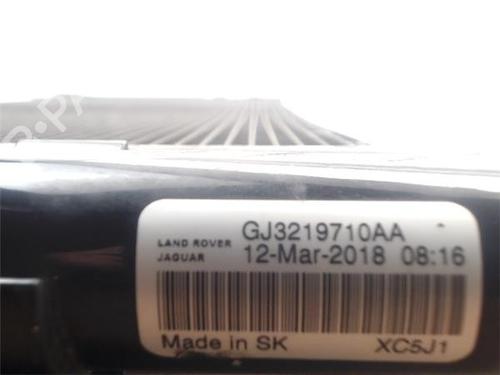 GJ3219710AA
LAND ROVER
JAGUAR
12-Mar-2018 08:16
Made in SK XC5J1